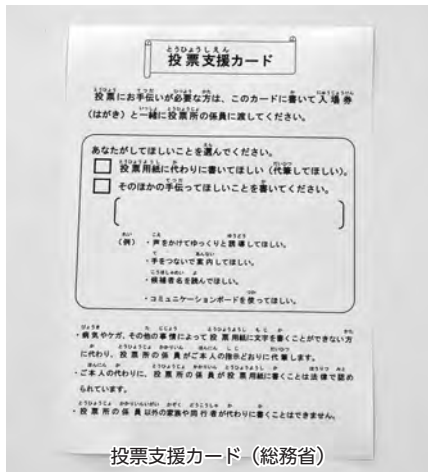 投票支援カード
投票にお手伝いが必要な方は、このカードに書いて入場券
(はがき)と一緒に投票所の係員に渡してください。
あなたがしてほしいことを選んでください。
投票用紙に代わりに書いてほしい(代筆してほしい)。
そのほかの手伝ってほしいことを書いてください。
(例) ・声をかけてゆっくりと誘導してほしい。
・手をつないで案内してほしい。
・候補者名を読んでほしい。
・コミュニケーションボードを使ってほしい。
・病気やケガ、その他の事情によって投票用紙に文字を書くことができない方
に代わり、投票所の係員がご本人の指示どおりに代筆します。
・ご本人の代わりに、投票所の係員が投票用紙に書くことは法律で認め
られています。
・投票所の係員以外の家族や同行者が代わりに書くことはできません。
投票支援カード(総務省)